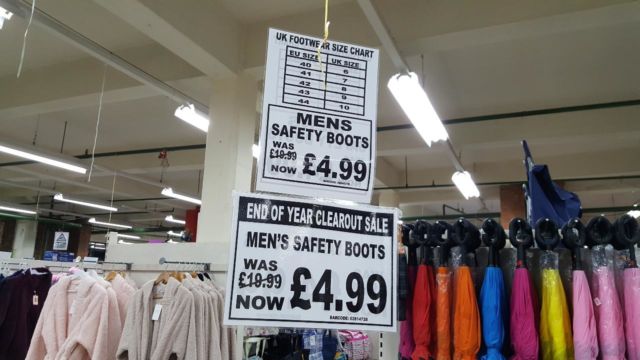 UK FOOTWEAR SIZE CHART
EU SIZE UK SIZE
40 6
41 7
42 8
43 9
44 10
MENS
SAFETY BOOTS
WAS
£19.99
NOW £4.99
END OF YEAR CLEAROUT SALE
MEN'S SAFETY BOOTS
WAS
£19.99
NOW £4.99
BARCODE: 02814728